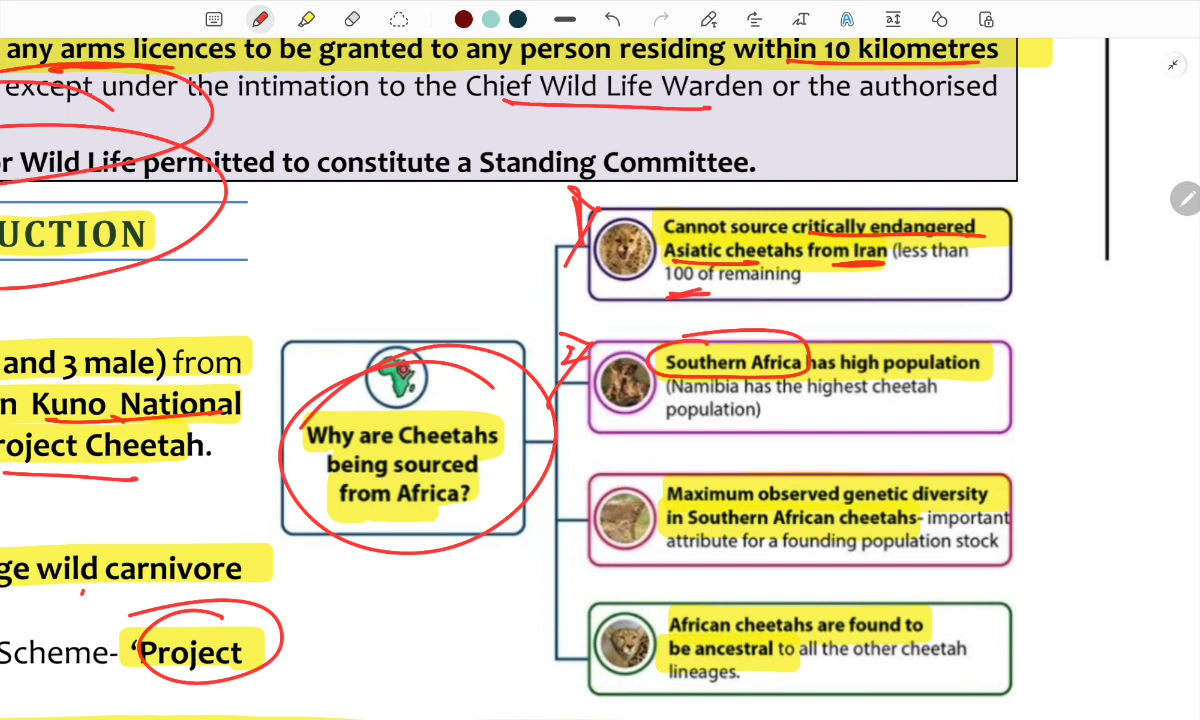 any arms licences to be granted to any person residing within 10 kilometres
except under the intimation to the Chief Wild Life Warden or the authorised
r Wild Life permitted to constitute a Standing Committee.
UCTION
and 3 male) from
n Kuno National
roject Cheetah.
ge wild carnivore
Scheme- ‘Project
Why are Cheetahs
being sourced
from Africa?
Cannot source critically endangered
Asiatic cheetahs from Iran (less than
100 of remaining
Southern Africa has high population
(Namibia has the highest cheetah
population)
Maximum observed genetic diversity
in Southern African cheetahs- important
attribute for a founding population stock
African cheetahs are found to
be ancestral to all the other cheetah
lineages.